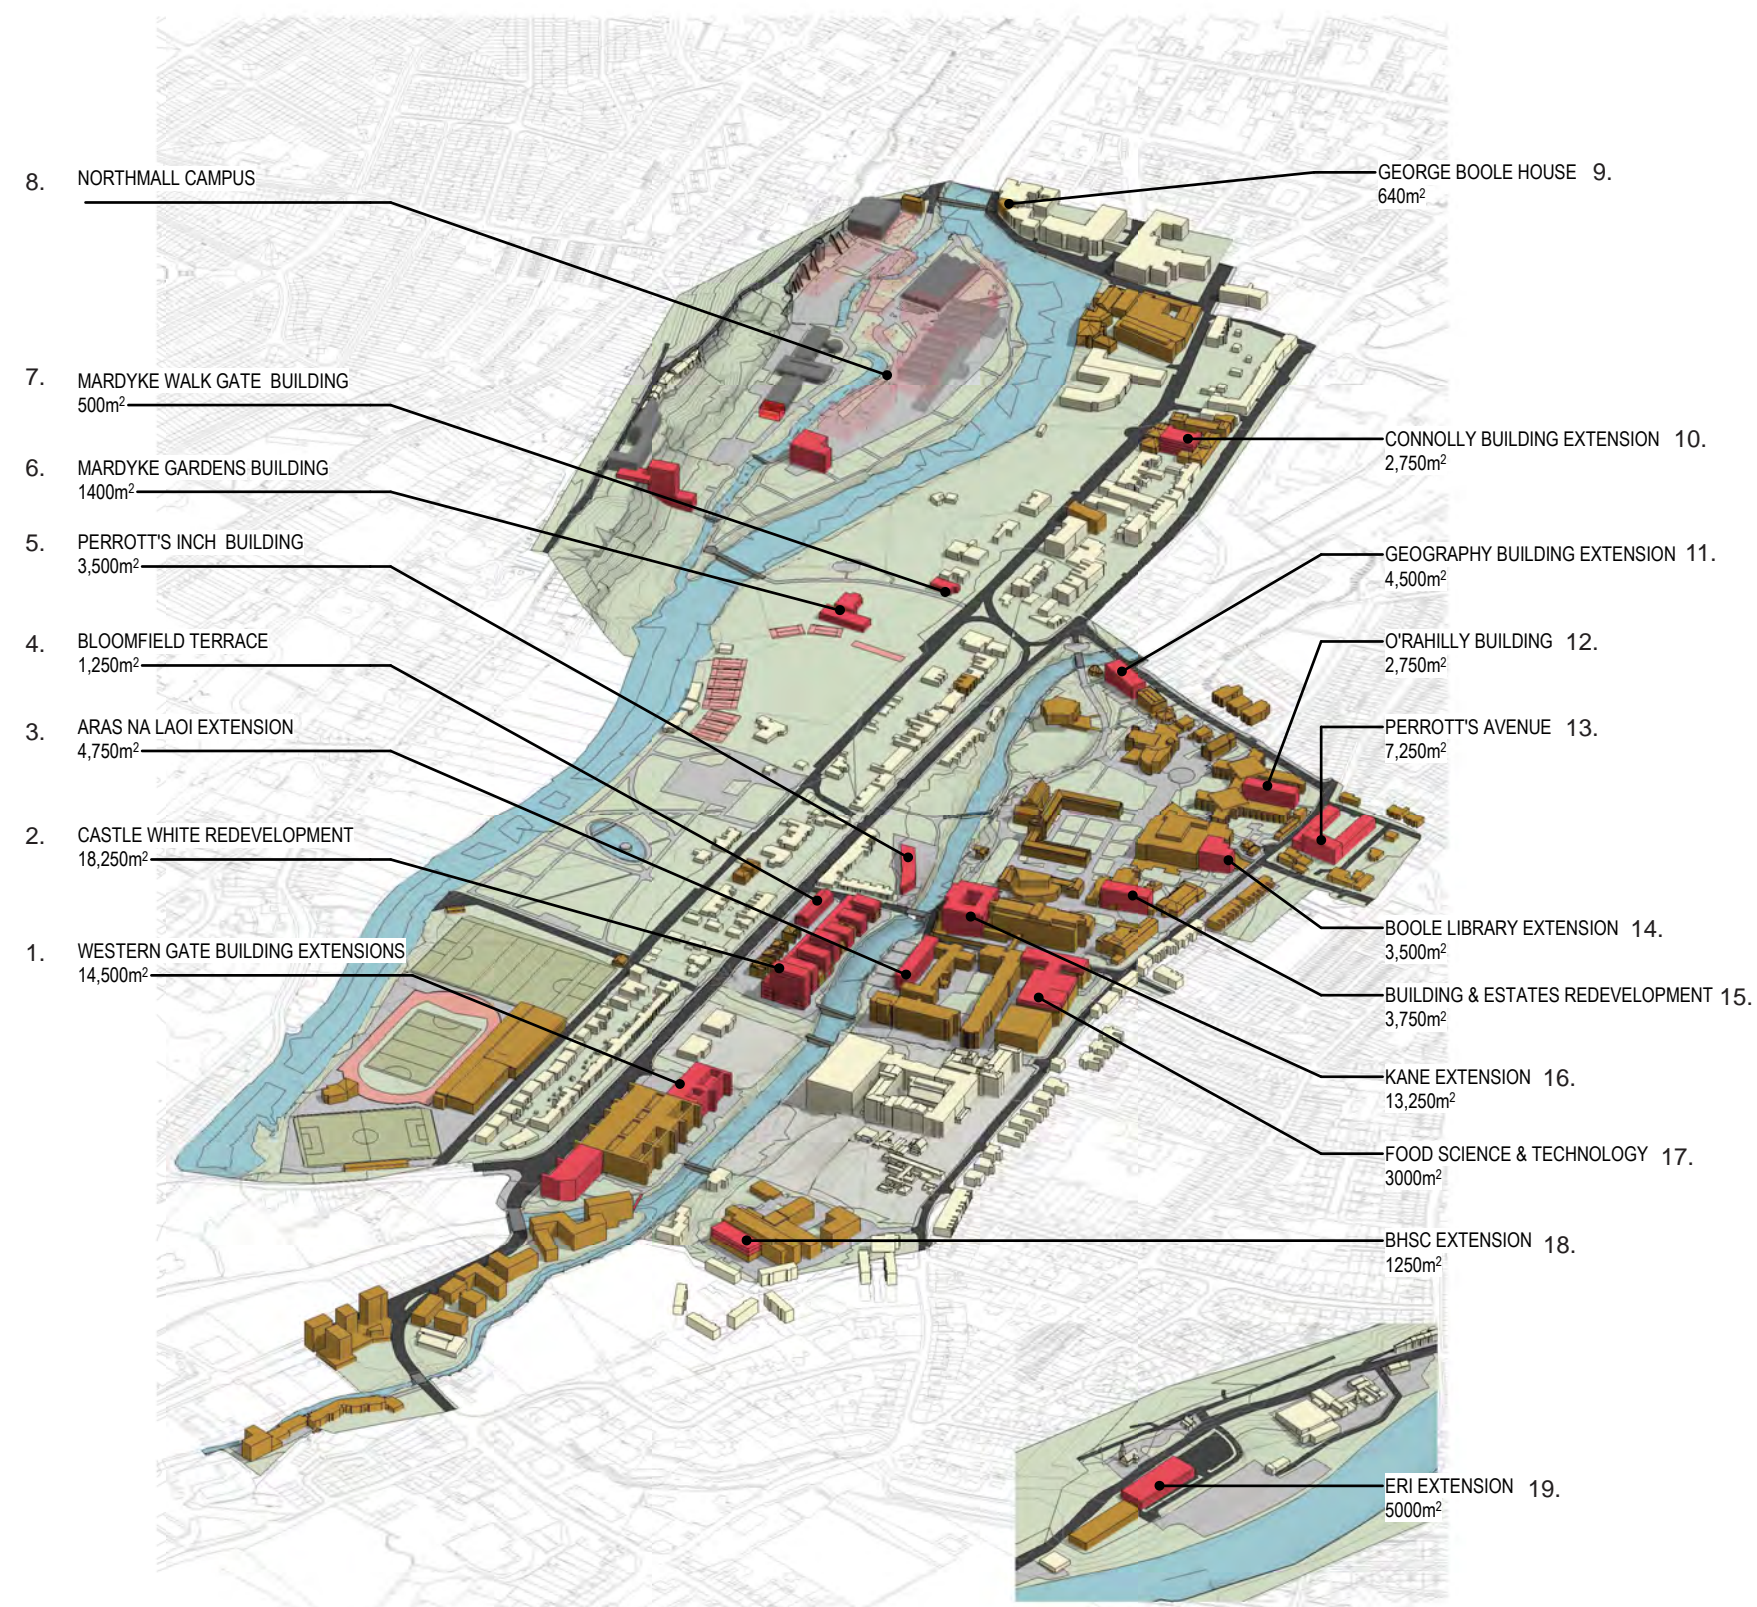 8. NORTHMALL CAMPUS
7. MARDYKE WALK GATE BUILDING
500m²
6. MARDYKE GARDENS BUILDING
1400m²
5. PERROTT'S INCH BUILDING
3,500m²
4. BLOOMFIELD TERRACE
1,250m²
3. ARAS NA LAOI EXTENSION
4,750m²
2. CASTLE WHITE REDEVELOPMENT
18,250m²
1. WESTERN GATE BUILDING EXTENSIONS
14,500m²
GEORGE BOOLE HOUSE 9.
640m²
CONNOLLY BUILDING EXTENSION 10.
2,750m²
GEOGRAPHY BUILDING EXTENSION 11.
4,500m²
O'RAHILLY BUILDING 12.
2,750m²
PERROTT'S AVENUE 13.
7,250m²
BOOLE LIBRARY EXTENSION 14.
3,500m²
BUILDING & ESTATES REDEVELOPMENT 15.
3,750m²
KANE EXTENSION 16.
13,250m²
FOOD SCIENCE & TECHNOLOGY 17.
3000m²
BHSC EXTENSION 18.
1250m²
ERI EXTENSION 19.
5000m²